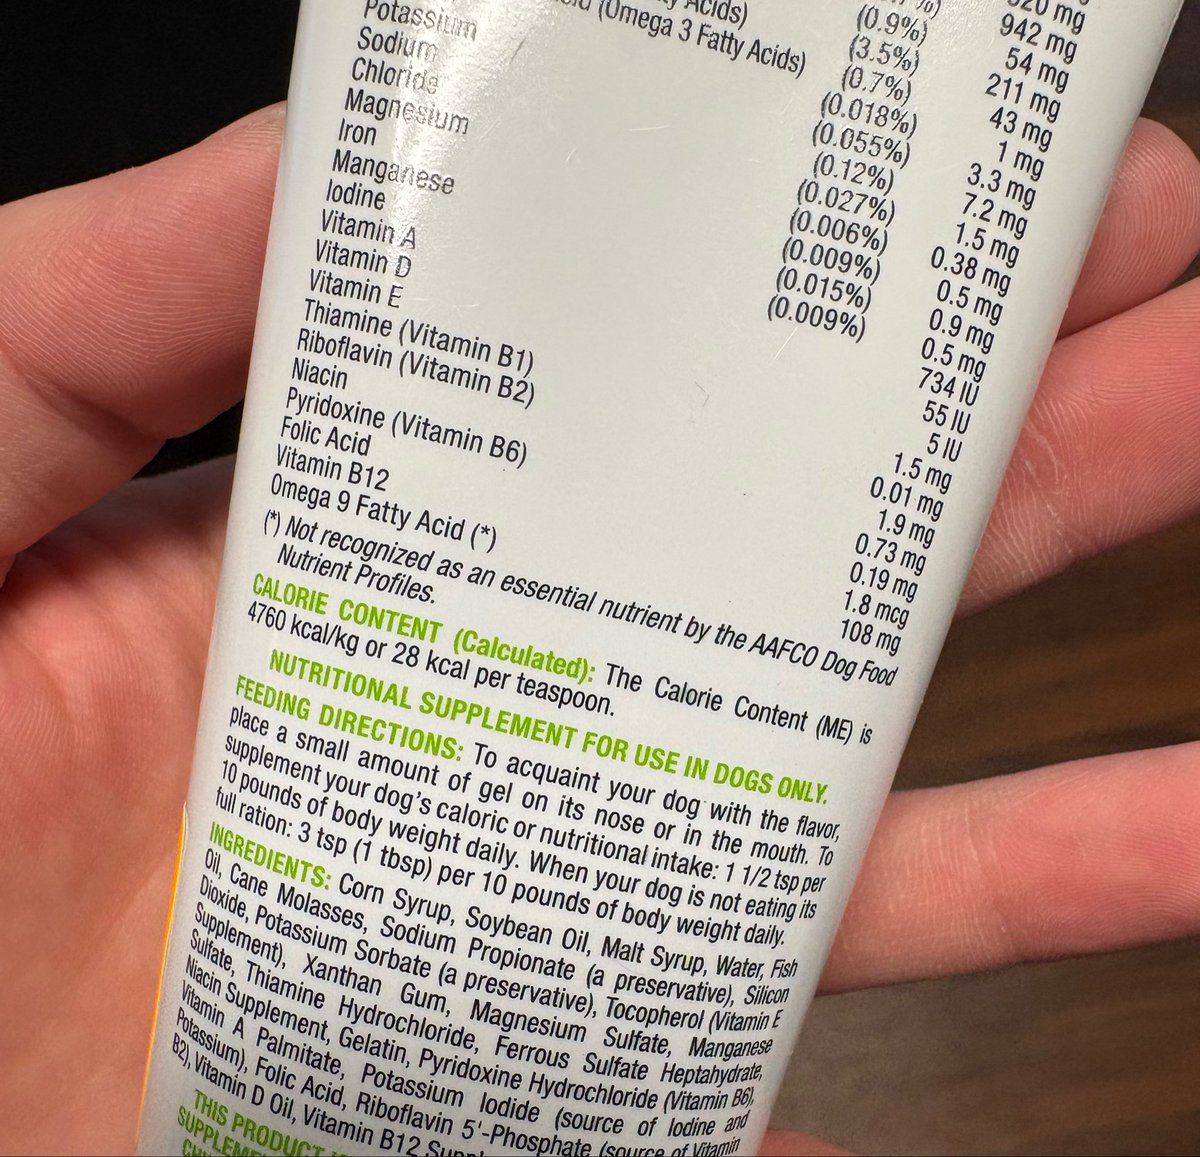 Fatty Acids) (3.5%) 211 mg
(Omega 3 Fatty Acids) (0.7%) 43 mg
942 mg
(0.9%) 54 mg
(0.018%) 1 mg
Potassium (0.055%) 3.3 mg
Sodium (0.12%) 7.2 mg
Chloride (0.027%) 1.5 mg
Magnesium (0.006%) 0.38 mg
Iron (0.009%) 0.5 mg
Manganese (0.015%) 0.9 mg
Iodine (0.009%) 0.5 mg
Vitamin A 734 IU
Vitamin D 55 IU
Vitamin E 5 IU
Thiamine (Vitamin B1) 1.5 mg
Riboflavin (Vitamin B2) 0.01 mg
Niacin 1.9 mg
Pyridoxine (Vitamin B6) 0.73 mg
Folic Acid 0.19 mg
Vitamin B12 1.8 mcg
Omega 9 Fatty Acid (*) 108 mg
(*) Not recognized as an essential nutrient by the AAFCO Dog Food
Nutrient Profiles.
CALORIE CONTENT (Calculated): The Calorie Content (ME) is
4760 kcal/kg or 28 kcal per teaspoon.
NUTRITIONAL SUPPLEMENT FOR USE IN DOGS ONLY.
FEEDING DIRECTIONS: To acquaint your dog with the flavor,
place a small amount of gel on its nose or in the mouth. To
supplement your dog's caloric or nutritional intake: 1 1/2 tsp per
10 pounds of body weight daily. When your dog is not eating its
full ration: 3 tsp (1 tbsp) per 10 pounds of body weight daily.
INGREDIENTS: Corn Syrup, Soybean Oil, Malt Syrup, Water, Fish
Oil, Cane Molasses, Sodium Propionate (a preservative), Silicon
Dioxide, Potassium Sorbate (a preservative), Tocopherol (Vitamin E
Supplement), Xanthan Gum, Magnesium Sulfate, Manganese
Sulfate, Thiamine Hydrochloride, Ferrous Sulfate Heptahydrate,
Niacin Supplement, Gelatin, Pyridoxine Hydrochloride (Vitamin B6),
Vitamin A Palmitate, Potassium Iodide (source of Iodine and
Potassium), Folic Acid, Riboflavin 5'-Phosphate (source of Vitamin
B2), Vitamin D Oil, Vitamin B12
THIS PRODUCT